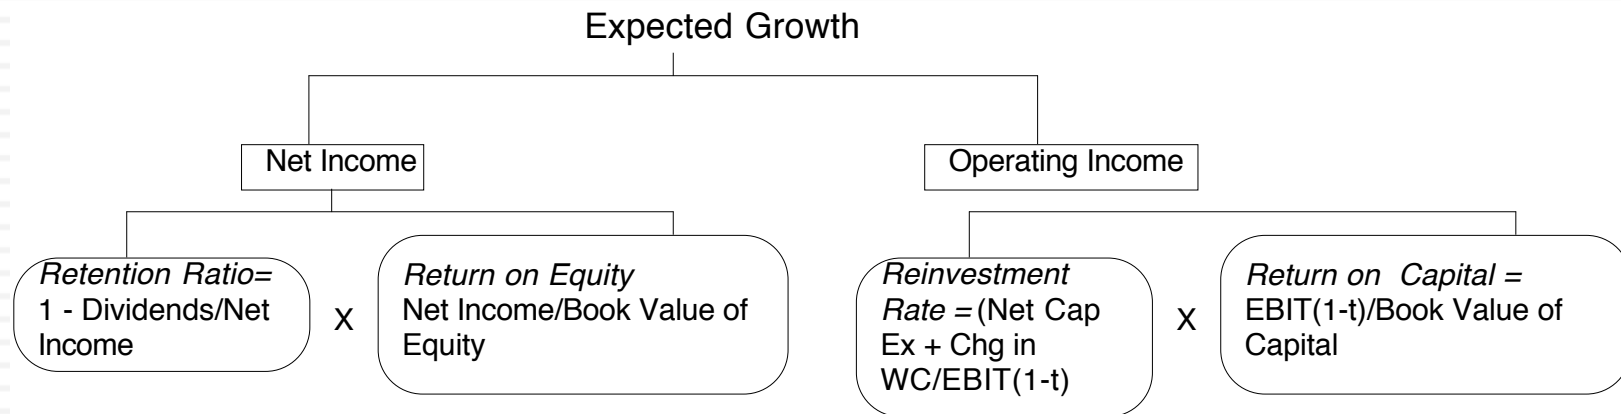 Expected Growth
Net Income
Operating Income
Retention Ratio=
1 - Dividends/Net
Income
X
Return on Equity
Net Income/Book Value of
Equity
Reinvestment
Rate = (Net Cap
Ex + Chg in
WC/EBIT(1-t)
X
Return on Capital =
EBIT(1-t)/Book Value of
Capital